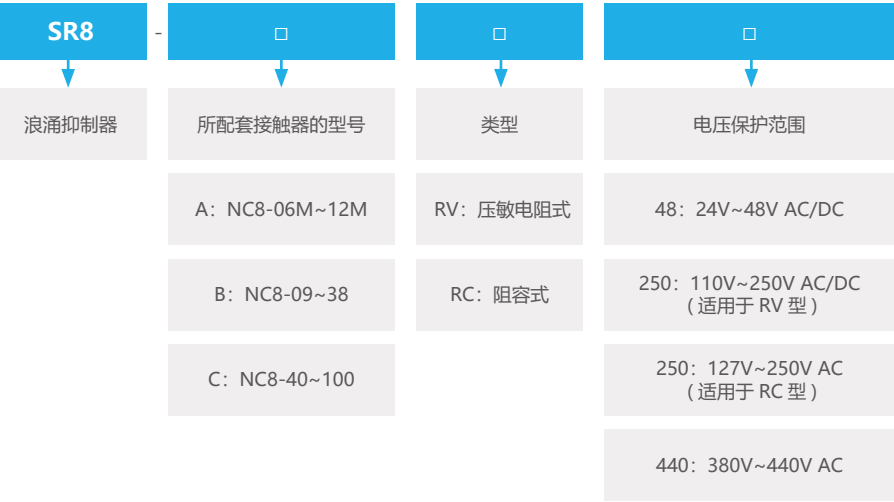 SR8 - □ □ □
浪涌抑制器 所配套接触器的型号 类型 电压保护范围
A：NC8-06M~12M RV：压敏电阻式 48：24V~48V AC/DC
B：NC8-09~38 RC：阻容式 250：110V~250V AC/DC
( 适用于 RV 型 )
C：NC8-40~100 250：127V~250V AC
( 适用于 RC 型 )
440：380V~440V AC